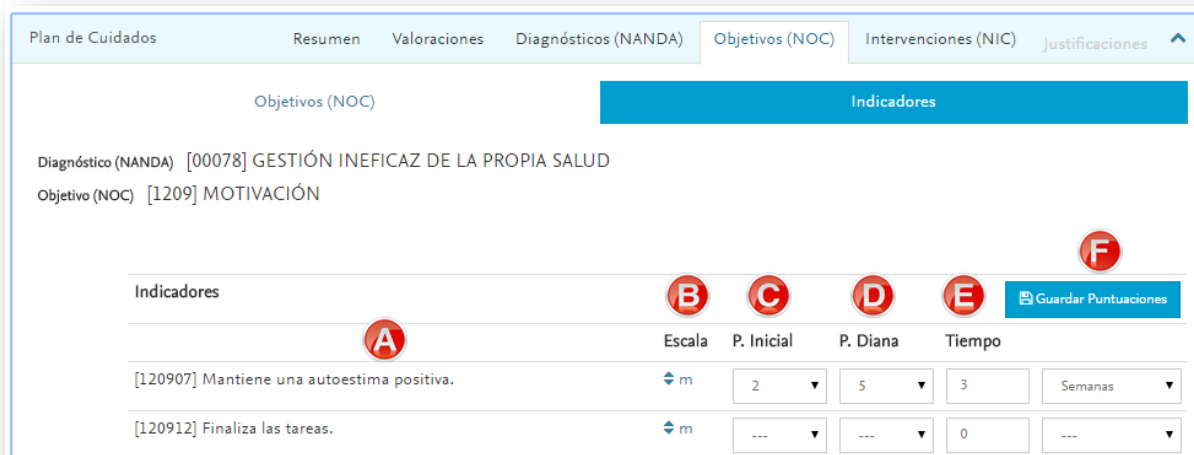 Plan de Cuidados Resumen Valoraciones Diagnósticos (NANDA) Objetivos (NOC) Intervenciones (NIC) Justificaciones
Objetivos (NOC) Indicadores
Diagnóstico (NANDA) [00078] GESTIÓN INEFICAZ DE LA PROPIA SALUD
Objetivo (NOC) [1209] MOTIVACIÓN
F
Indicadores B C D E Guardar Puntuaciones
A Escala P. Inicial P. Diana Tiempo
[120907] Mantiene una autoestima positiva. m 2 5 3 Semanas
[120912] Finaliza las tareas. m --- --- 0 ---